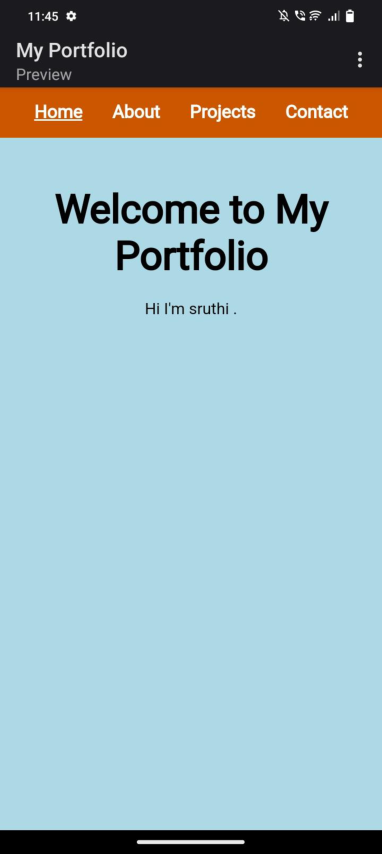 11:45
My Portfolio
Preview
Home About Projects Contact
Welcome to My
Portfolio
Hi I'm sruthi .